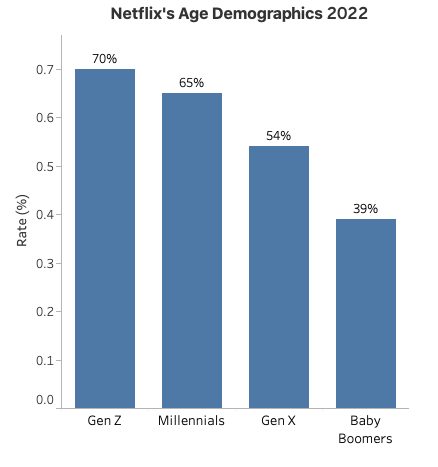 Netflix's Age Demographics 2022
Rate (%)
0.7
0.6
0.5
0.4
0.3
0.2
0.1
0.0
70%
65%
54%
39%
Gen Z
Millennials
Gen X
Baby
Boomers